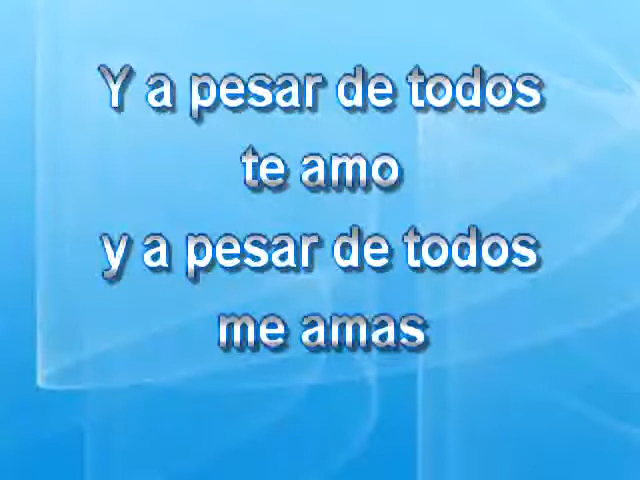 Y a pesar de todos
te amo
y a pesar de todos
me amas